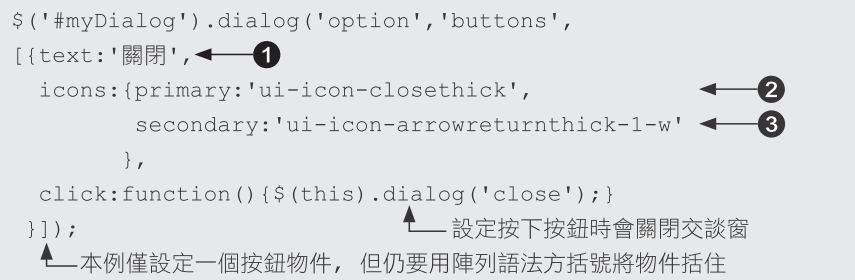 $('#myDialog').dialog('option','buttons',
[{text:'關閉', ❶
icons:{primary:'ui-icon-closethick', ❷
secondary:'ui-icon-arrowreturnthick-1-w' ❸
},
click:function(){$(this).dialog('close');}
}]); 設定按下按鈕時會關閉交談窗
本例僅設定一個按鈕物件, 但仍要用陣列語法方括號將物件括住